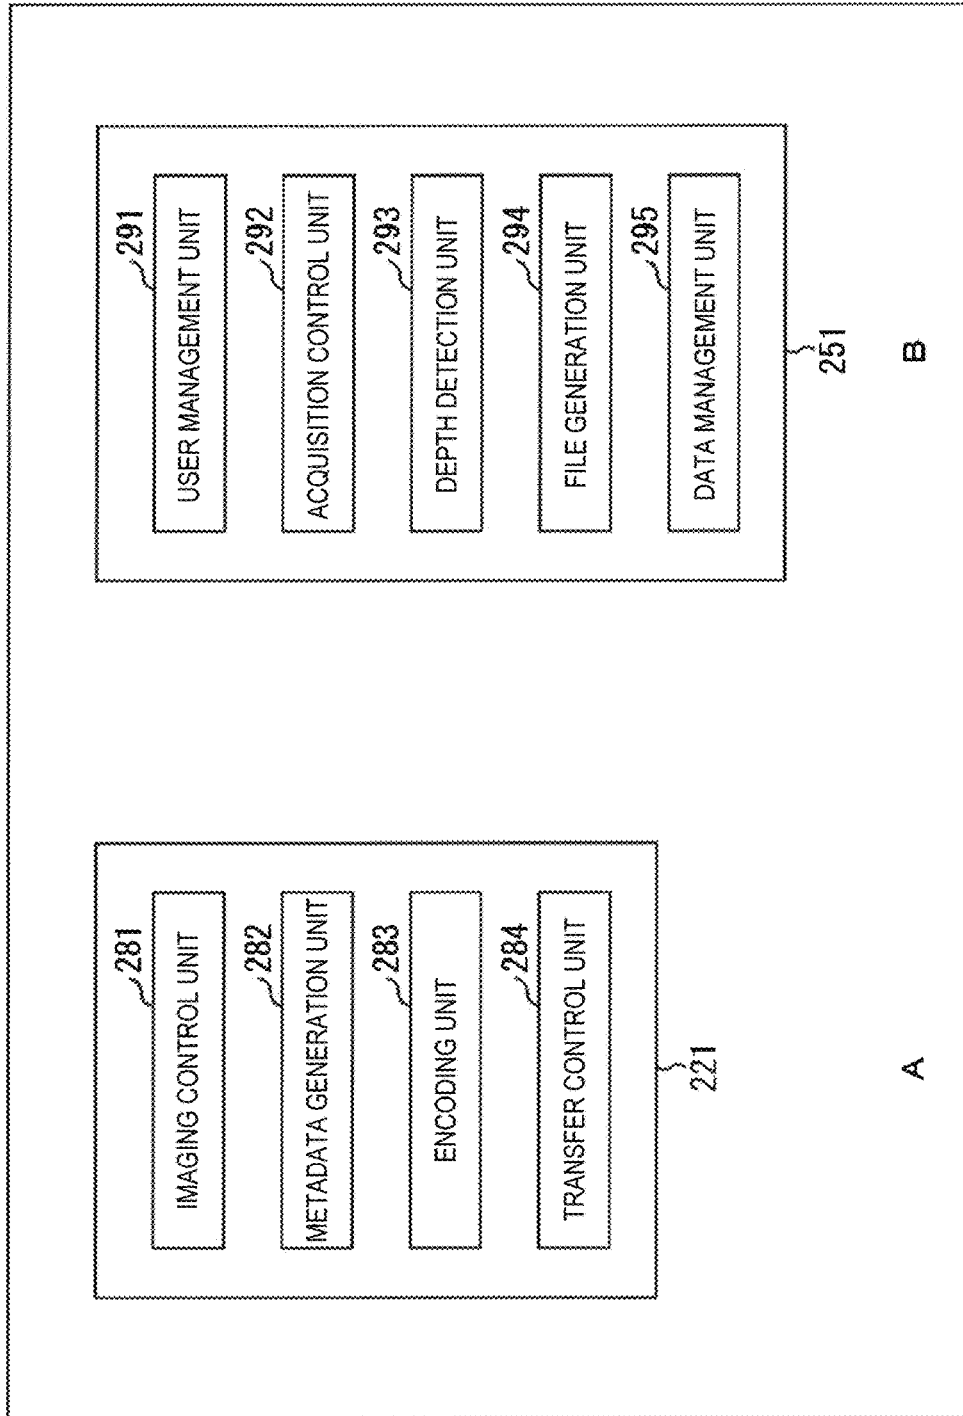 281
IMAGING CONTROL UNIT
282
METADATA GENERATION UNIT
283
ENCODING UNIT
284
TRANSFER CONTROL UNIT
221
A
291
USER MANAGEMENT UNIT
292
ACQUISITION CONTROL UNIT
293
DEPTH DETECTION UNIT
294
FILE GENERATION UNIT
295
DATA MANAGEMENT UNIT
251
B